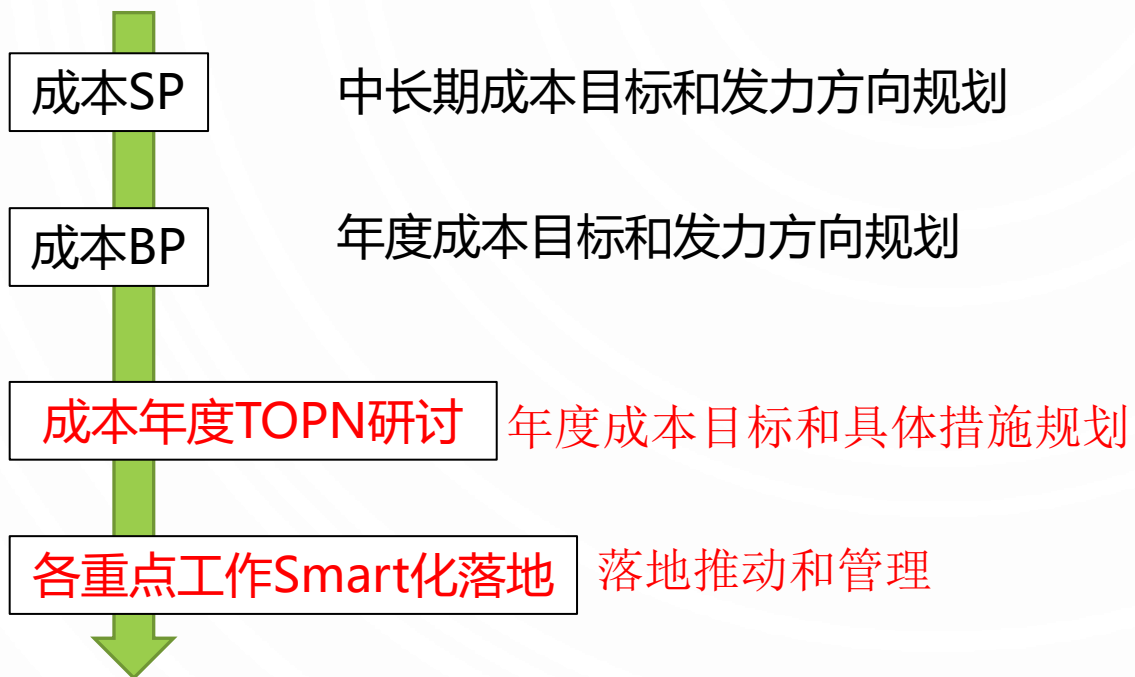 成本SP
中长期成本目标和发力方向规划
成本BP
年度成本目标和发力方向规划
成本年度TOPN研讨
年度成本目标和具体措施规划
各重点工作Smart化落地
落地推动和管理